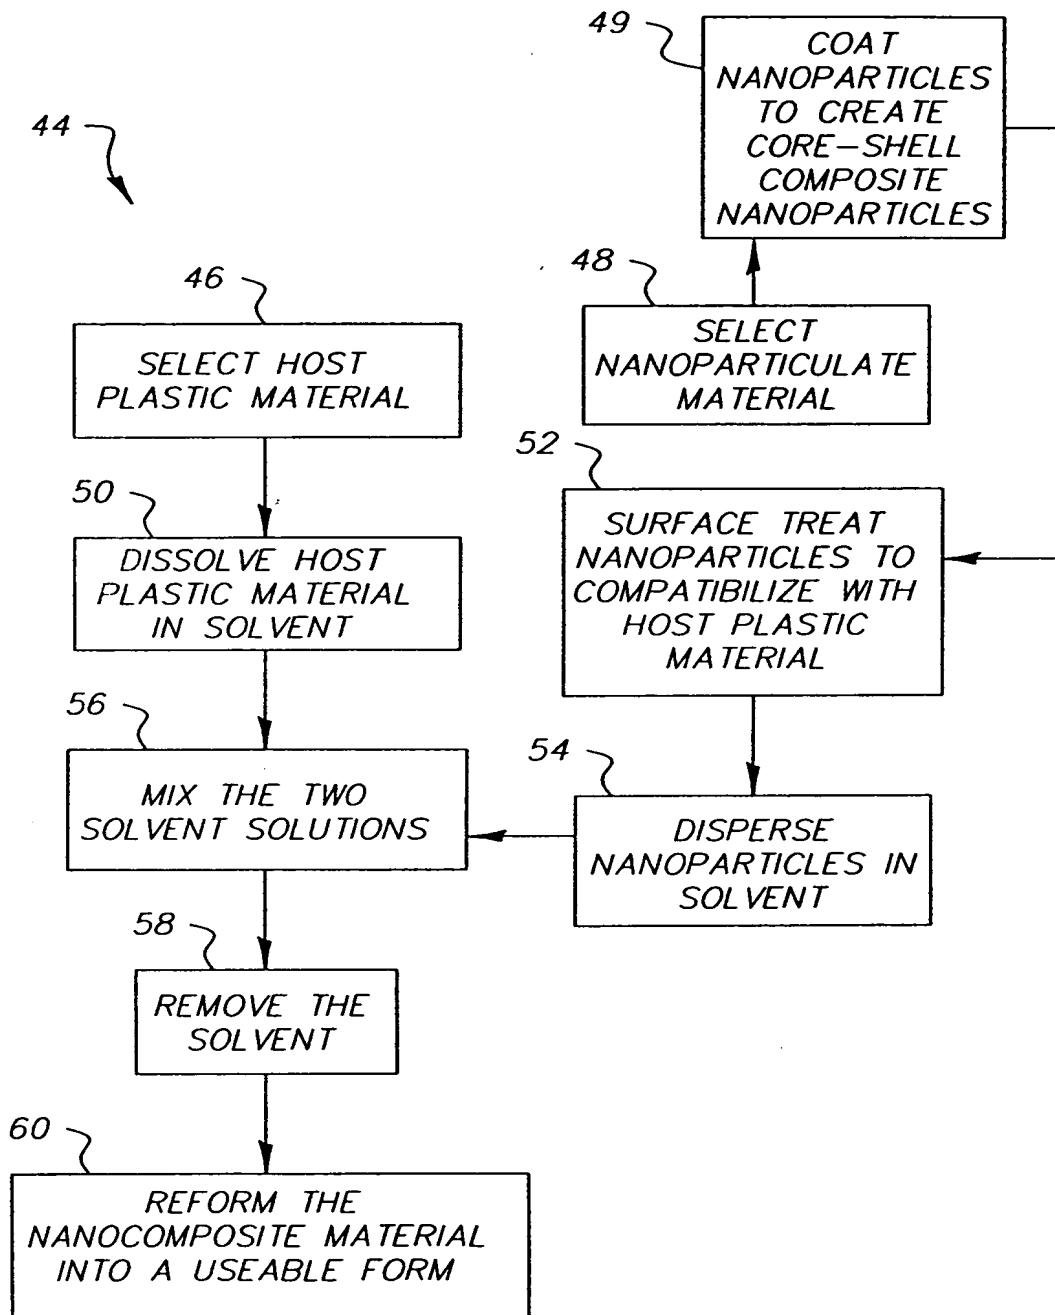 49
COAT
NANOPARTICLES
TO CREATE
CORE-SHELL
COMPOSITE
NANOPARTICLES
44
48
SELECT
NANOPARTICULATE
MATERIAL
46
SELECT HOST
PLASTIC MATERIAL
52
SURFACE TREAT
NANOPARTICLES TO
COMPATIBILIZE WITH
HOST PLASTIC
MATERIAL
50
DISSOLVE HOST
PLASTIC MATERIAL
IN SOLVENT
54
DISPERSE
NANOPARTICLES IN
SOLVENT
56
MIX THE TWO
SOLVENT SOLUTIONS
58
REMOVE THE
SOLVENT
60
REFORM THE
NANOCOMPOSITE MATERIAL
INTO A USEABLE FORM